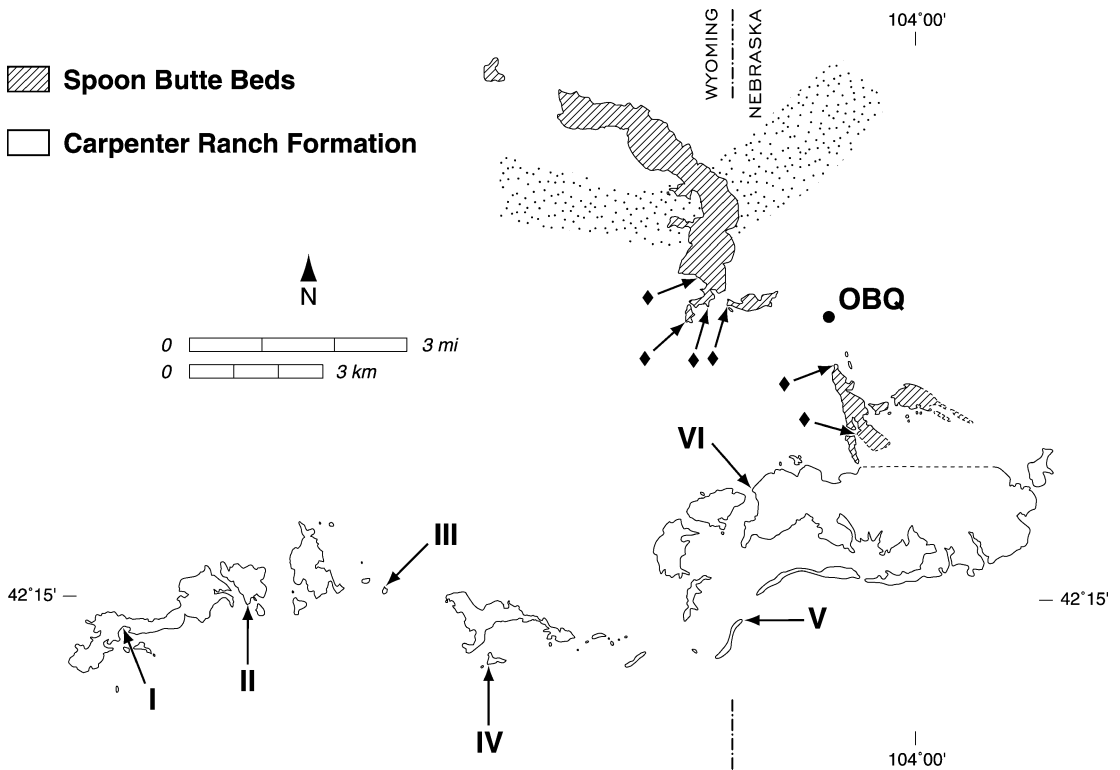 104°00'
WYOMING
NEBRASKA
Spoon Butte Beds
Carpenter Ranch Formation
N
0 3 mi
0 3 km
OBQ
VI
III
42°15'
42°15'
V
II
I
IV
104°00'